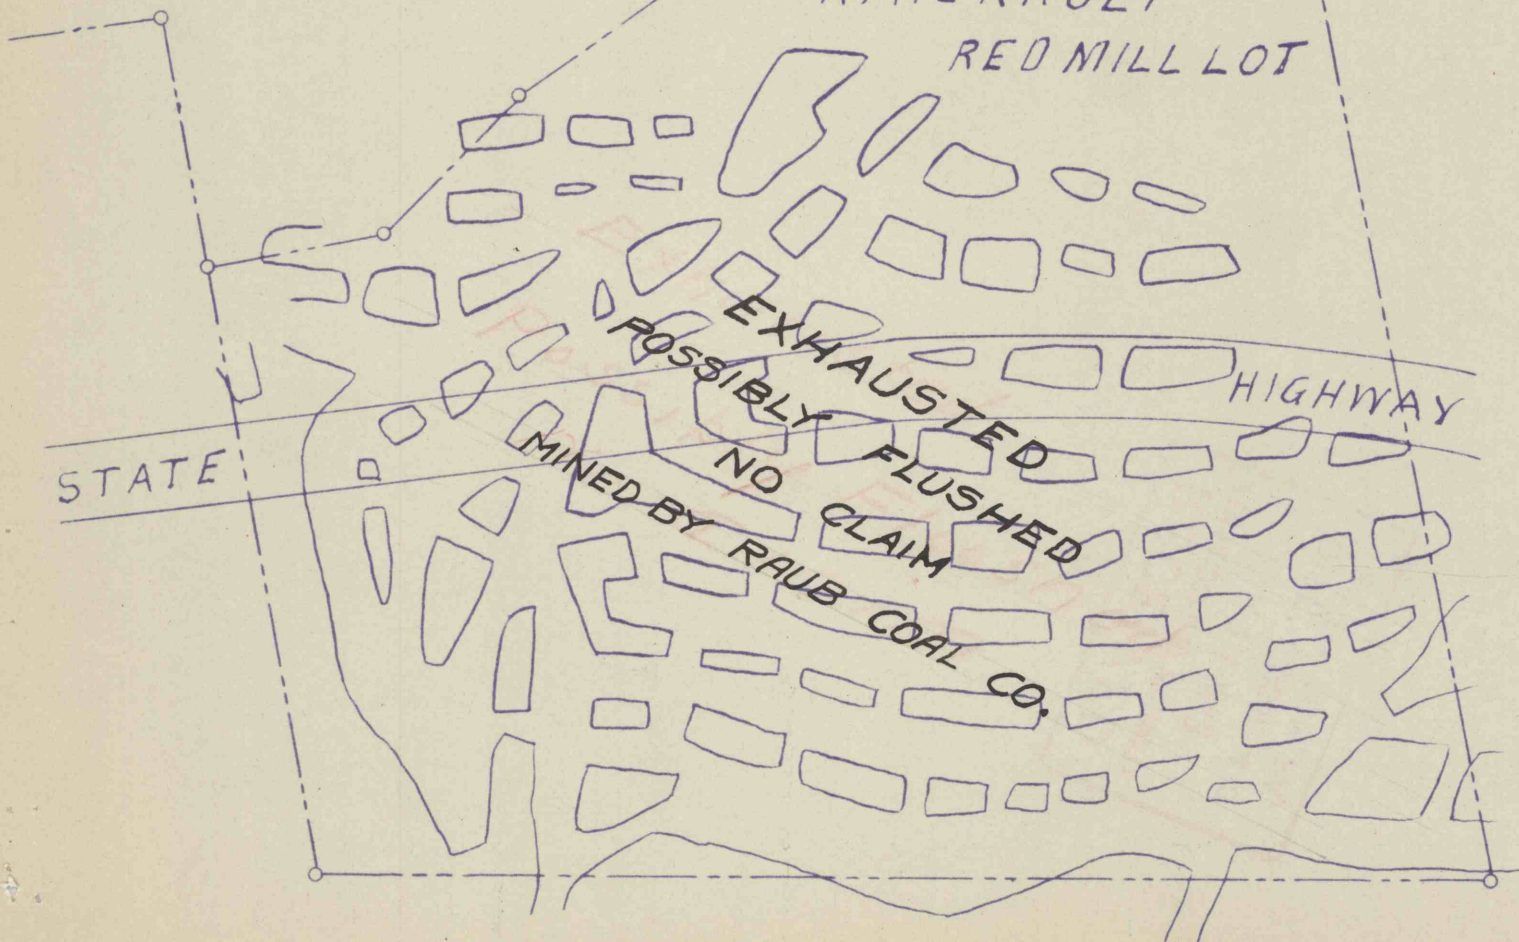 RED MILL LOT
EXHAUSTED
POSSIBLY FLUSHED
NO CLAIM
MINED BY RAUB COAL CO.
STATE HIGHWAY